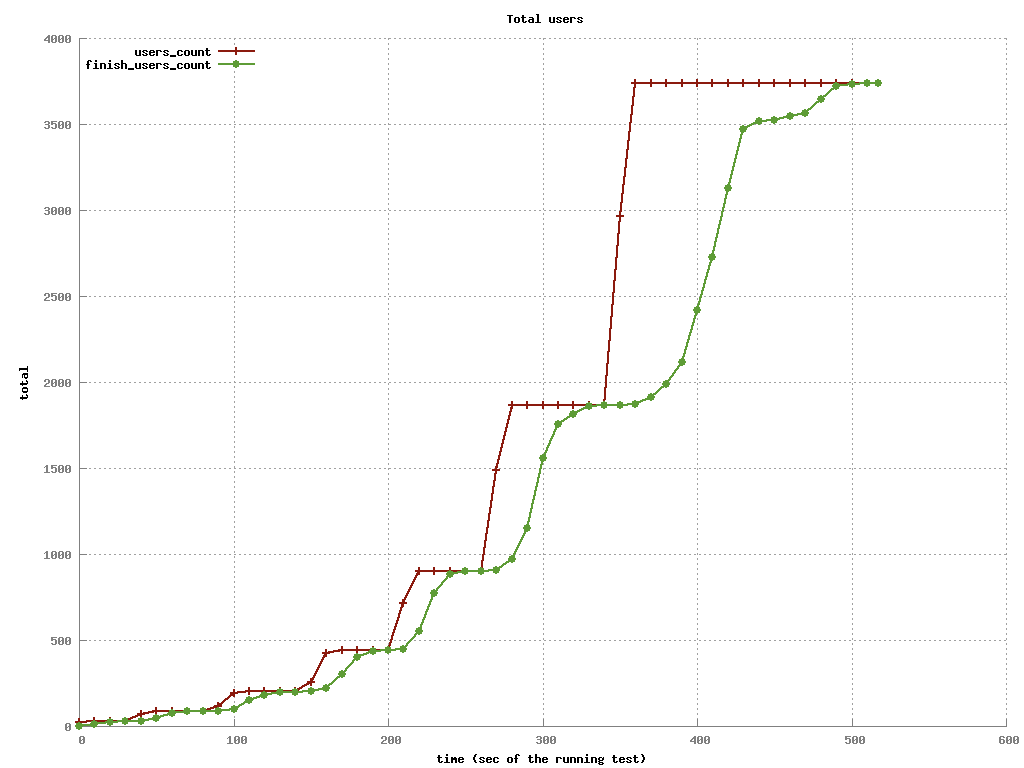 Total users
users_count
finish_users_count
4000
3500
3000
2500
2000
1500
1000
500
0
total
0 100 200 300 400 500 600
time (sec of the running test)